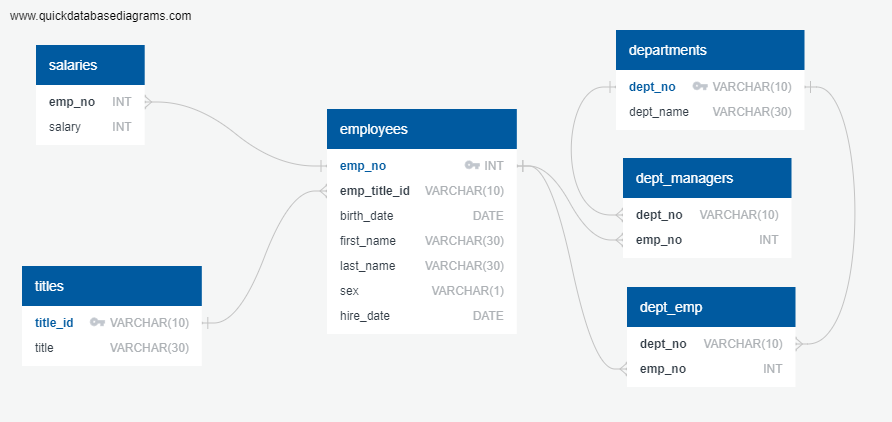 www.quickdatabasediagrams.com
salaries
emp_no INT
salary INT
titles
title_id VARCHAR(10)
title VARCHAR(30)
employees
emp_no INT
emp_title_id VARCHAR(10)
birth_date DATE
first_name VARCHAR(30)
last_name VARCHAR(30)
sex VARCHAR(1)
hire_date DATE
departments
dept_no VARCHAR(10)
dept_name VARCHAR(30)
dept_managers
dept_no VARCHAR(10)
emp_no INT
dept_emp
dept_no VARCHAR(10)
emp_no INT